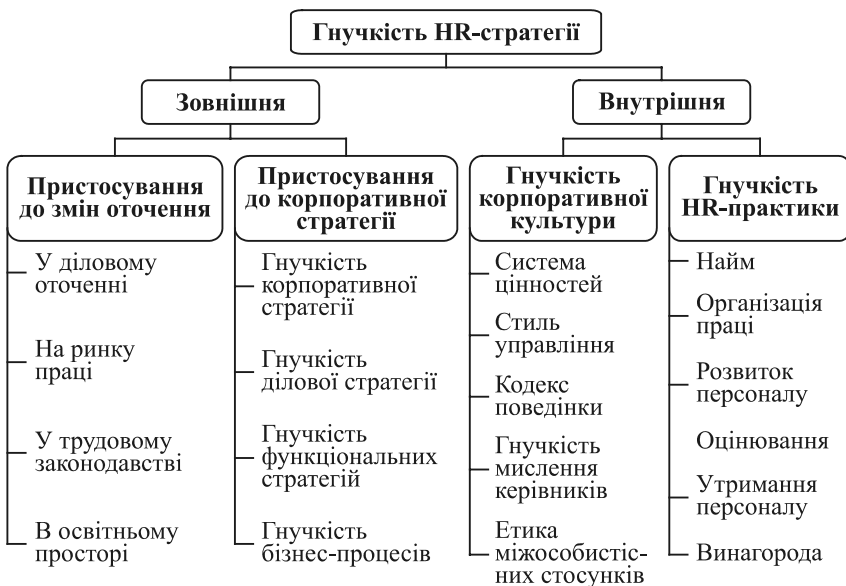 Гнучкість HR-стратегії
Зовнішня
Внутрішня
Пристосування
до змін оточення
Пристосування
до корпоративної
стратегії
Гнучкість
корпоративної
культури
Гнучкість
HR-практики
У діловому
оточенні
На ринку
праці
У трудовому
законодавстві
В освітньому
просторі
Гнучкість
корпоративної
стратегії
Гнучкість
ділової стратегії
Гнучкість
функціональних
стратегій
Гнучкість
бізнес-процесів
Система
цінностей
Стиль
управління
Кодекс
поведінки
Гнучкість
мислення
керівників
Етика
міжособистіс-
них стосунків
Найм
Організація
праці
Розвиток
персоналу
Оцінювання
Утримання
персоналу
Винагорода